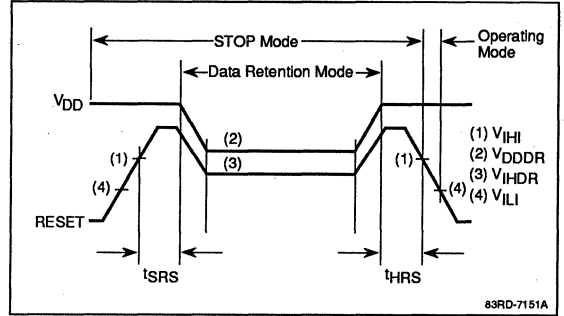 STOP Mode
Operating
Mode
Data Retention Mode
VDD
(2)
(1)
(3)
(1)
(4)
(4)
RESET
(1) VIHI
(2) VDDDR
(3) VIHDR
(4) VILI
tSRS
tHRS
83RD-7151A